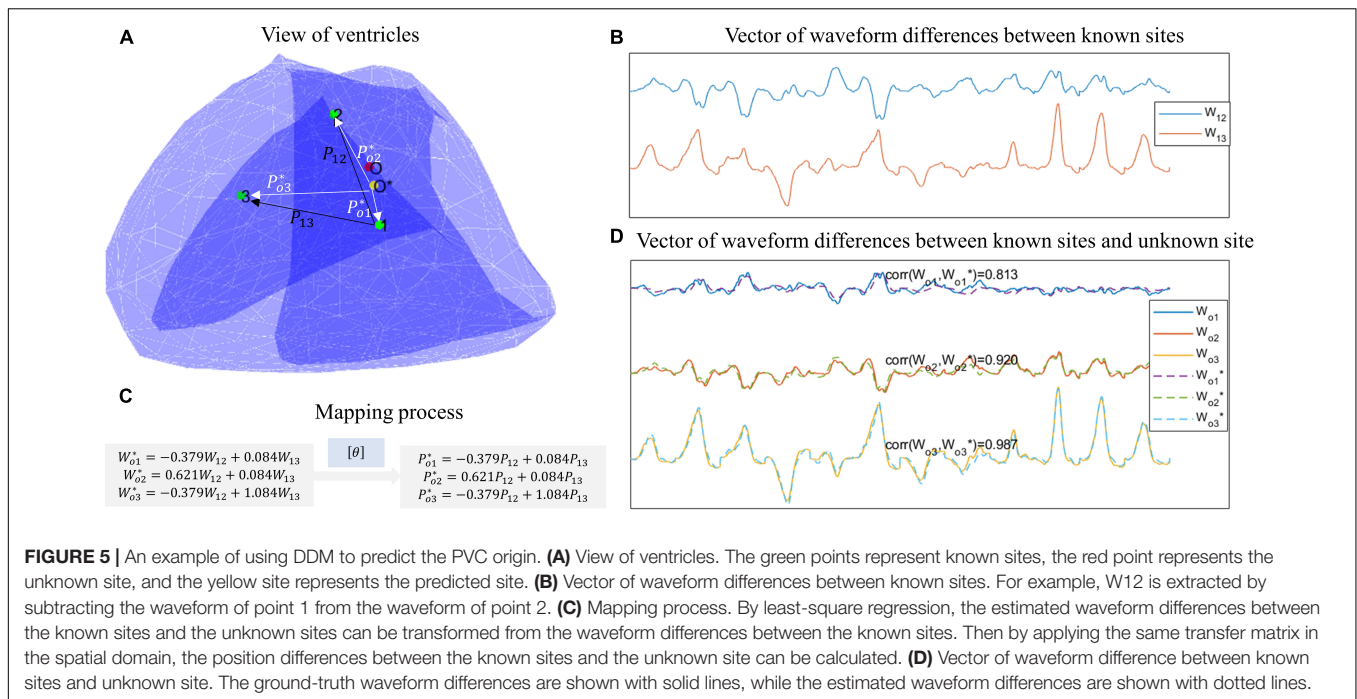 A
View of ventricles
2
P₁₂
P*ₒ₂
O
O*
3
P*ₒ₃
P*ₒ₁
1
P₁₃
B
Vector of waveform differences between known sites
W₁₂
W₁₃
C
Mapping process
W*ₒ₁ = −0.379W₁₂ + 0.084W₁₃
W*ₒ₂ = 0.621W₁₂ + 0.084W₁₃
W*ₒ₃ = −0.379W₁₂ + 1.084W₁₃
[θ]
P*ₒ₁ = −0.379P₁₂ + 0.084P₁₃
P*ₒ₂ = 0.621P₁₂ + 0.084P₁₃
P*ₒ₃ = −0.379P₁₂ + 1.084P₁₃
D
Vector of waveform differences between known sites and unknown site
corr(Wₒ₁,Wₒ₁*)=0.813
corr(Wₒ₂,Wₒ₂*)=0.920
corr(Wₒ₃,Wₒ₃*)=0.987
Wₒ₁
Wₒ₂
Wₒ₃
Wₒ₁*
Wₒ₂*
Wₒ₃*
FIGURE 5 | An example of using DDM to predict the PVC origin. (A) View of ventricles. The green points represent known sites, the red point represents the
unknown site, and the yellow site represents the predicted site. (B) Vector of waveform differences between known sites. For example, W12 is extracted by
subtracting the waveform of point 1 from the waveform of point 2. (C) Mapping process. By least-square regression, the estimated waveform differences between
the known sites and the unknown sites can be transformed from the waveform differences between the known sites. Then by applying the same transfer matrix in
the spatial domain, the position differences between the known sites and the unknown site can be calculated. (D) Vector of waveform difference between known
sites and unknown site. The ground-truth waveform differences are shown with solid lines, while the estimated waveform differences are shown with dotted lines.